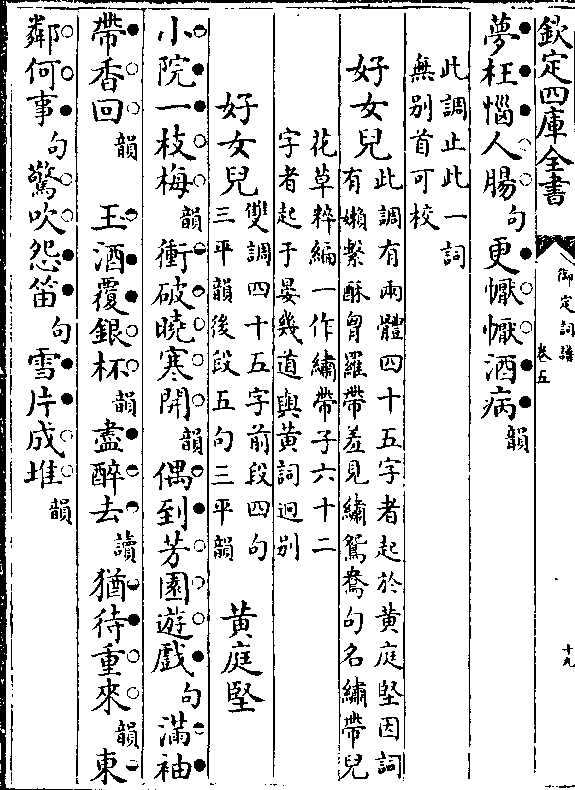 欽定四庫全書
御定詞譜
卷五
十九
夢枉惱人腸句更懨懨酒病韻
此調止此一詞
無别首可校
好女兒
此調有兩體四十五字者起於黃庭堅因詞
有嬾繫酥胷羅帶羞見繡鴛鴦句名繡帶兒
花草粹編一作繡帶子六十二
字者起于晏幾道與黃詞迥别
好女兒
雙調四十五字前段四句
三平韻後段五句三平韻
黃庭堅
小院一枝梅韻衝破曉寒開韻偶到芳園遊戲句滿袖
帶香回韻 玉酒覆銀杯韻盡醉去讀猶待重來韻東
鄰何事句驚吹怨笛句雪片成堆韻